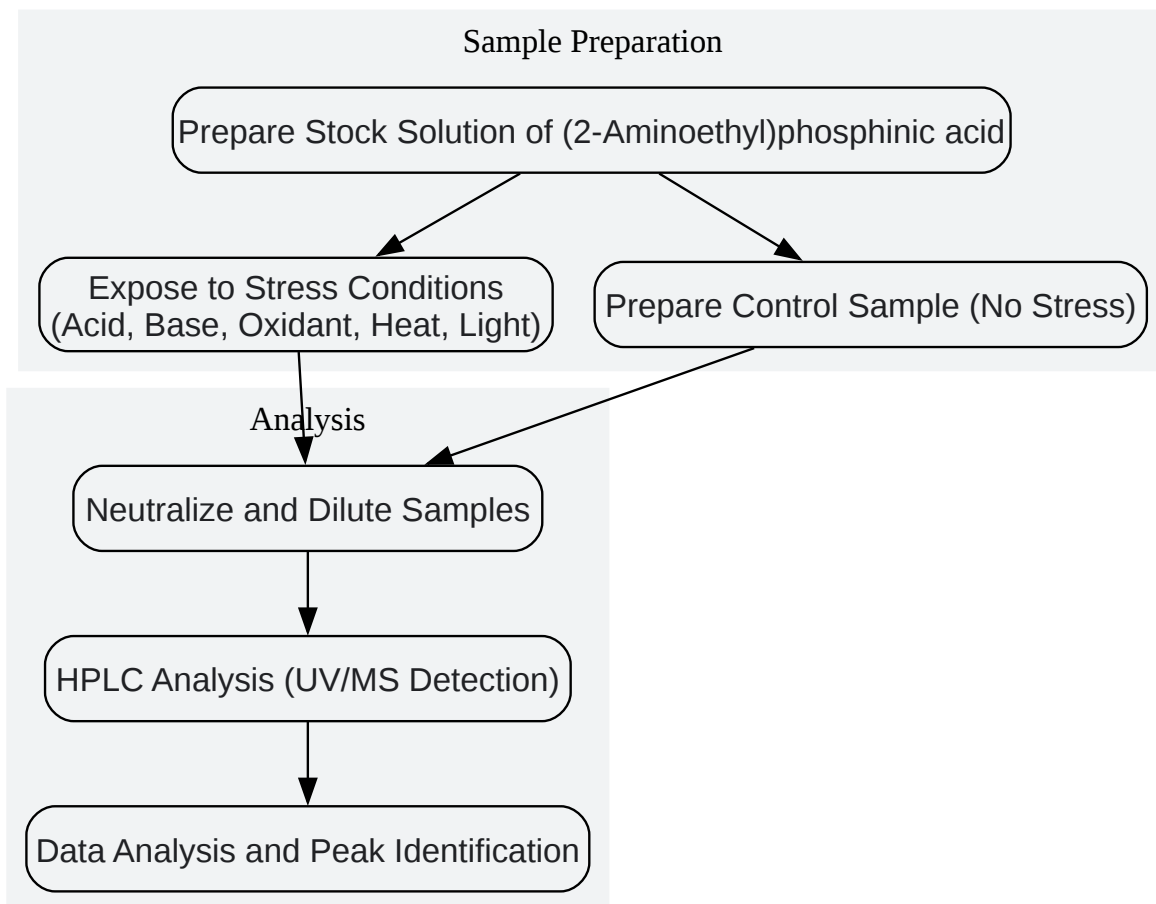 Sample Preparation
Prepare Stock Solution of (2-Aminoethyl)phosphinic acid
Expose to Stress Conditions
(Acid, Base, Oxidant, Heat, Light)
Prepare Control Sample (No Stress)
Analysis
Neutralize and Dilute Samples
HPLC Analysis (UV/MS Detection)
Data Analysis and Peak Identification